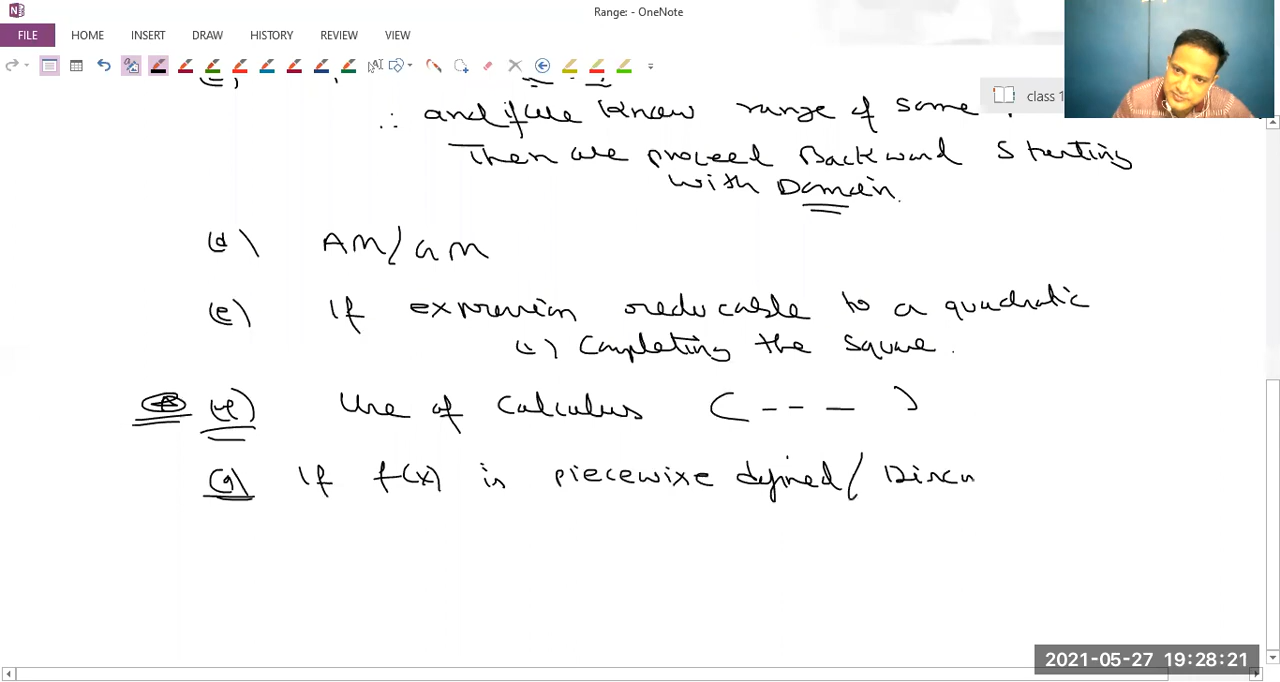 Range: - OneNote
FILE HOME INSERT DRAW HISTORY REVIEW VIEW
class 1
∴ and if we know range of some
Then we proceed Backward Starting
with Domain.
(d) AM/GM
(e) If expression reducable to a quadratic
(i) Completing the square.
(f) Use of Calculus ( - - - )
(g) If f(x) is piecewise defined/ Discn
2021-05-27 19:28:21